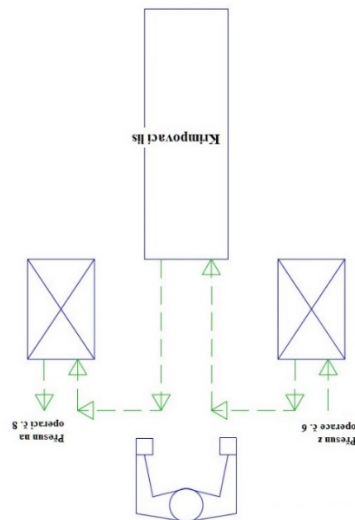 Krimpovací lis
Přesun z
operace č. 6
Přesun na
operaci č. 8